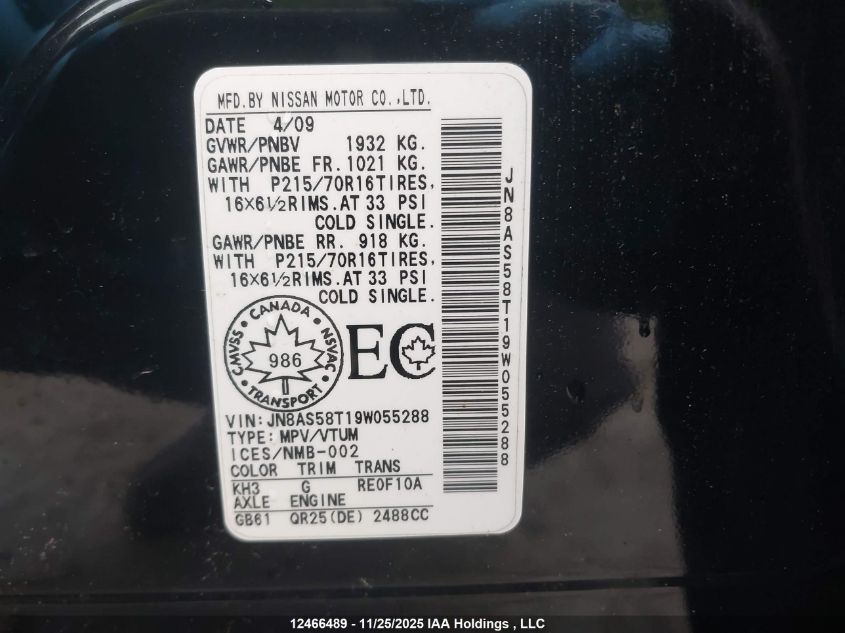 MFD.BY NISSAN MOTOR CO.,LTD.
DATE 4/09
GVWR/PNBV 1932 KG.
GAWR/PNBE FR. 1021 KG.
WITH P215/70R16TIRES,
16X6½RIMS.AT 33 PSI
COLD SINGLE.
GAWR/PNBE RR. 918 KG.
WITH P215/70R16TIRES,
16X6½RIMS.AT 33 PSI
COLD SINGLE.
CANADA
CMVSS
NSVAC
986
TRANSPORT
EC
VIN:JN8AS58T19W055288
TYPE:MPV/VTUM
ICES/NMB-002
COLOR TRIM TRANS
KH3 G RE0F10A
AXLE ENGINE
GB61 QR25(DE) 2488CC
JN8AS58T19W055288
12466489 - 11/25/2025 IAA Holdings , LLC